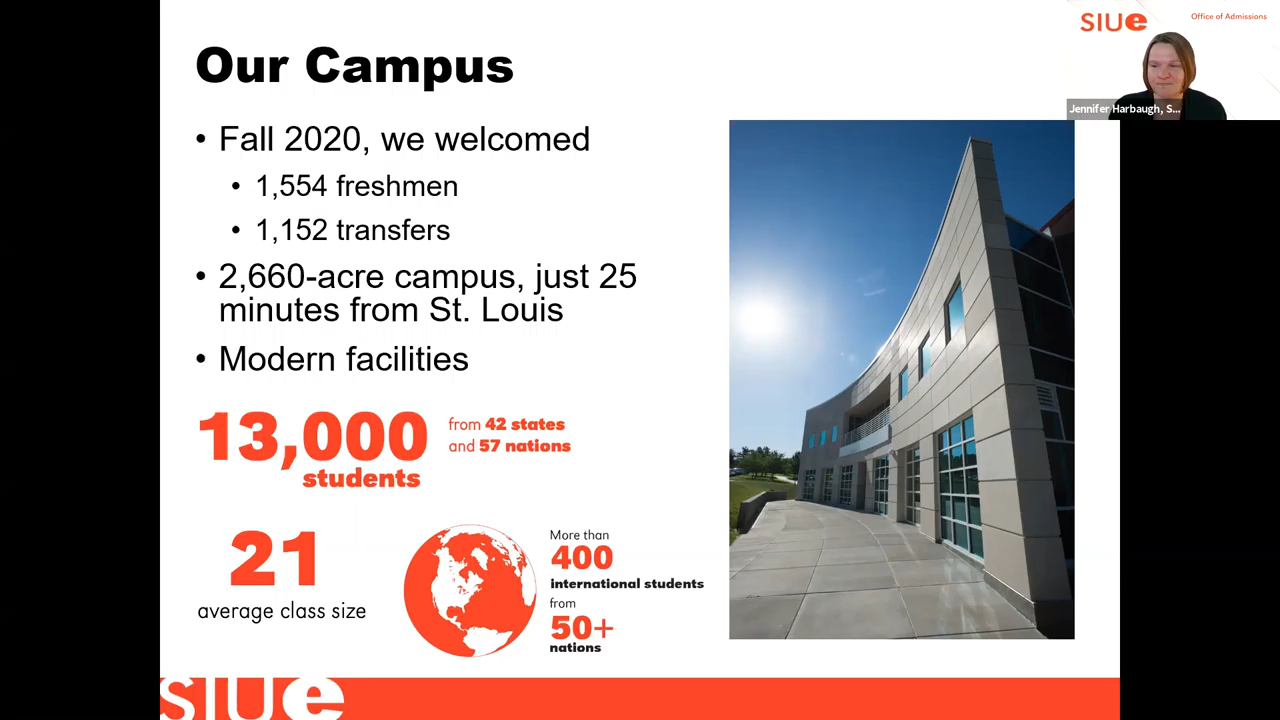 SIUe
Office of Admissions
Jennifer Harbaugh, S...
Our Campus
• Fall 2020, we welcomed
• 1,554 freshmen
• 1,152 transfers
• 2,660-acre campus, just 25
minutes from St. Louis
• Modern facilities
13,000
students
from 42 states
and 57 nations
21
average class size
More than
400
international students
from
50+
nations
SIUe